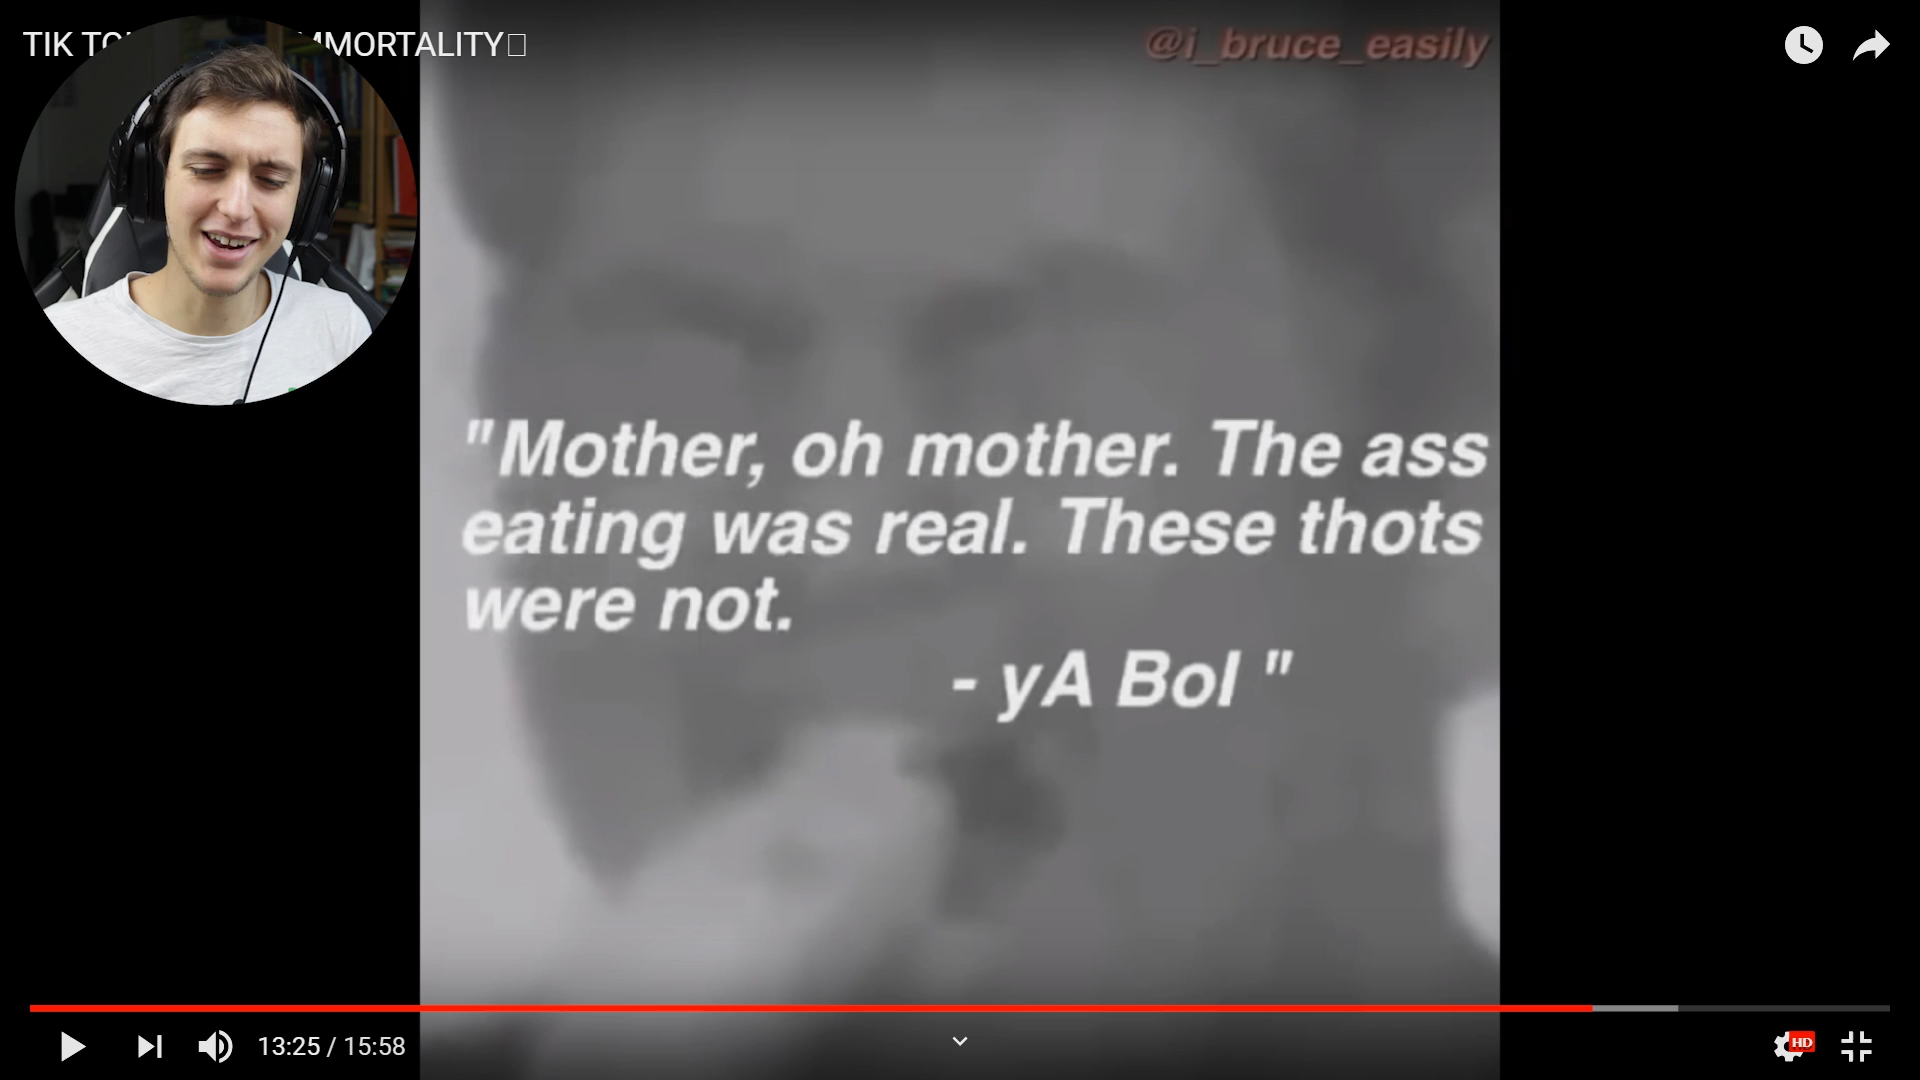 TIK TO MMORTALITY
@i_bruce_easily
"Mother, oh mother. The ass
eating was real. These thots
were not.
- yA Bol "
13:25 / 15:58
HD